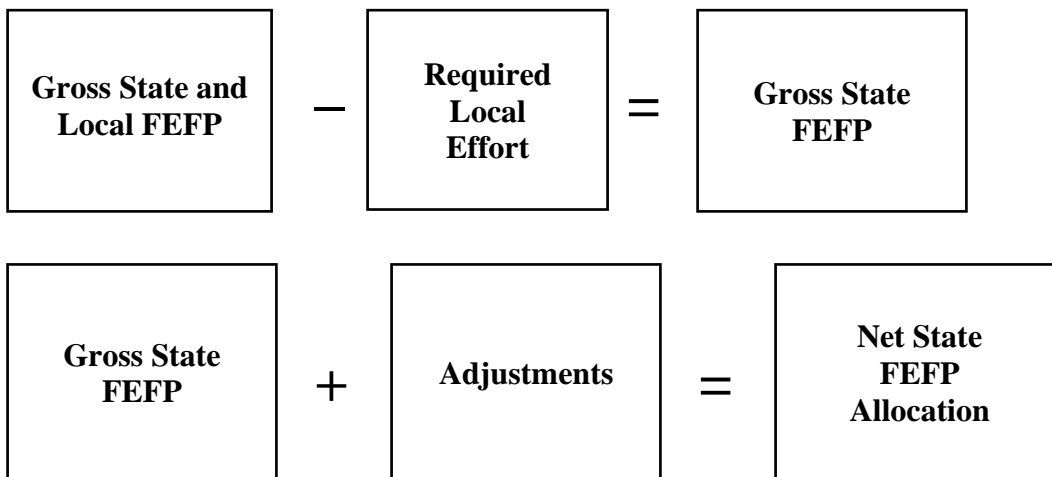 Gross State and
Local FEFP
−
Required
Local
Effort
=
Gross State
FEFP
Gross State
FEFP
+
Adjustments
=
Net State
FEFP
Allocation